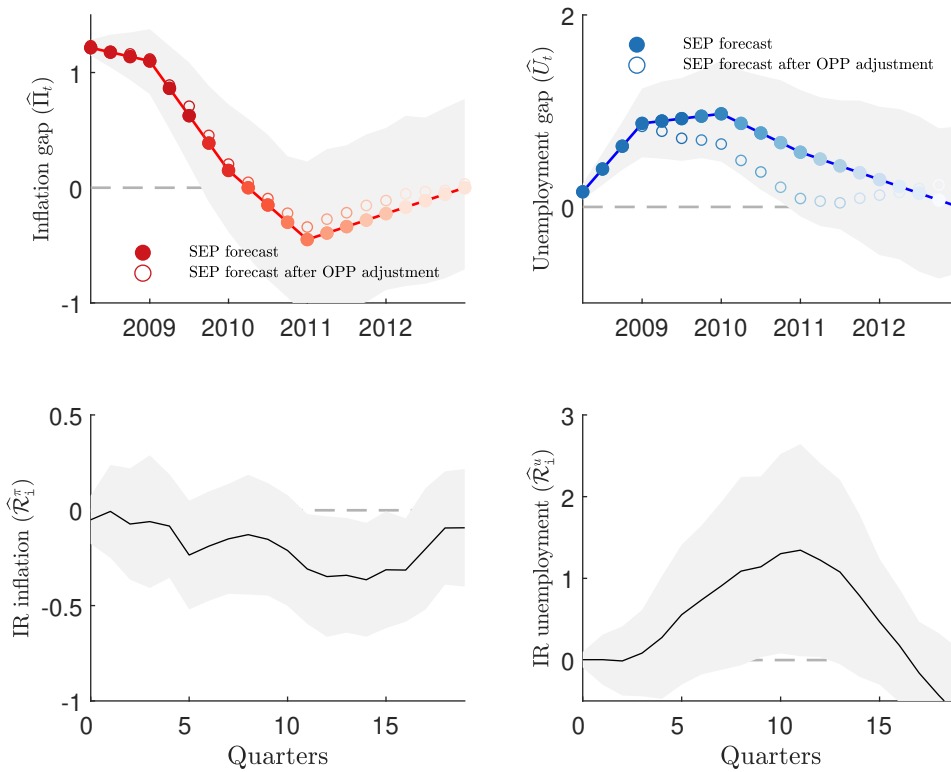 Inflation gap (Π̂ₜ)
1
0
-1
SEP forecast
SEP forecast after OPP adjustment
2009 2010 2011 2012
Unemployment gap (Ûₜ)
2
1
0
SEP forecast
SEP forecast after OPP adjustment
2009 2010 2011 2012
IR inflation (R̂ᵢ^π)
0.5
0
-0.5
-1
0 5 10 15
Quarters
IR unemployment (R̂ᵢᵘ)
3
2
1
0
0 5 10 15
Quarters